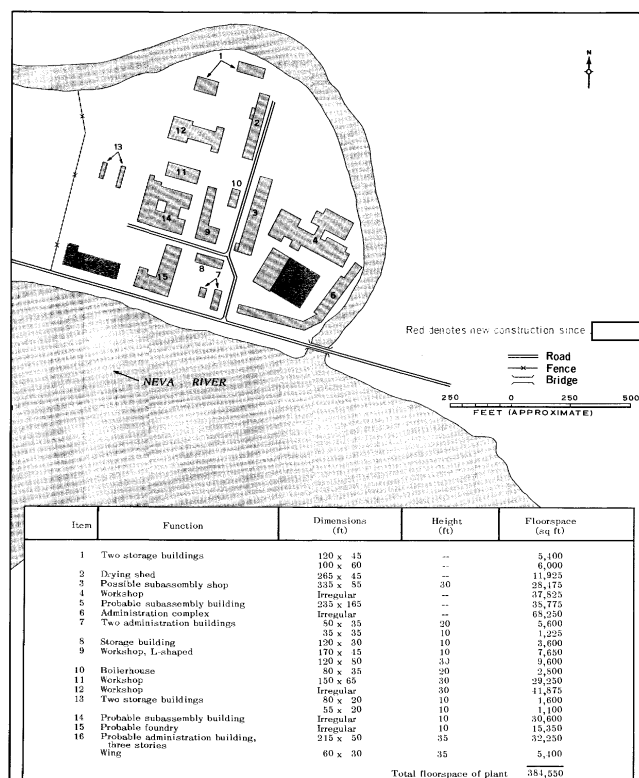 N
1
2
12
13
11
10
14
9
3
4
15
8
7
6
Red denotes new construction since
Road
Fence
Bridge
NEVA RIVER
250 0 250 500
FEET (APPROXIMATE)
Item Function Dimensions (ft) Height (ft) Floorspace (sq ft)
1 Two storage buildings 120 x 45 -- 5,400
100 x 60 -- 6,000
2 Drying shed 265 x 45 -- 11,925
3 Possible subassembly shop 335 x 85 30 28,475
4 Workshop Irregular -- 37,825
5 Probable subassembly building 235 x 165 -- 38,775
6 Administration complex Irregular -- 68,250
7 Two administration buildings 80 x 35 20 5,600
35 x 35 10 1,225
8 Storage building 120 x 30 10 3,600
9 Workshop, L-shaped 170 x 45 10 7,650
120 x 80 30 9,600
10 Boilerhouse 80 x 35 20 2,800
11 Workshop 150 x 65 30 29,250
12 Workshop Irregular 30 41,875
13 Two storage buildings 80 x 20 10 1,600
55 x 20 10 1,100
14 Probable subassembly building Irregular 10 30,600
15 Probable foundry Irregular 10 15,350
16 Probable administration building, 215 x 50 35 32,250
three stories
Wing 60 x 30 35 5,400
Total floorspace of plant 384,550